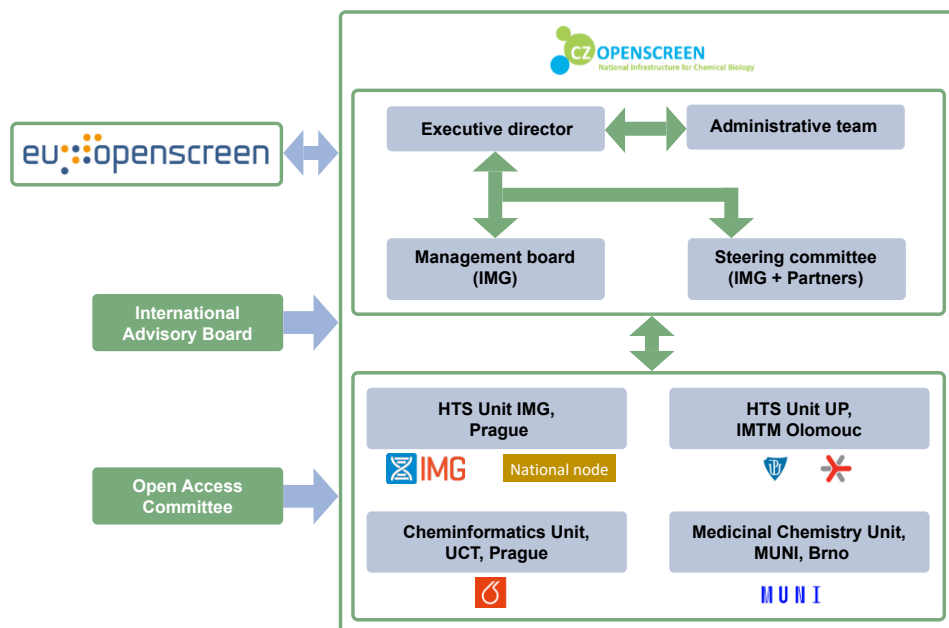 CZ OPENSCREEN
National Infrastructure for Chemical Biology
Executive director
Administrative team
eu openscreen
Management board
(IMG)
Steering committee
(IMG + Partners)
International
Advisory Board
HTS Unit IMG,
Prague
HTS Unit UP,
IMTM Olomouc
IMG
National node
UP
Open Access
Committee
Cheminformatics Unit,
UCT, Prague
Medicinal Chemistry Unit,
MUNI, Brno
MUNI